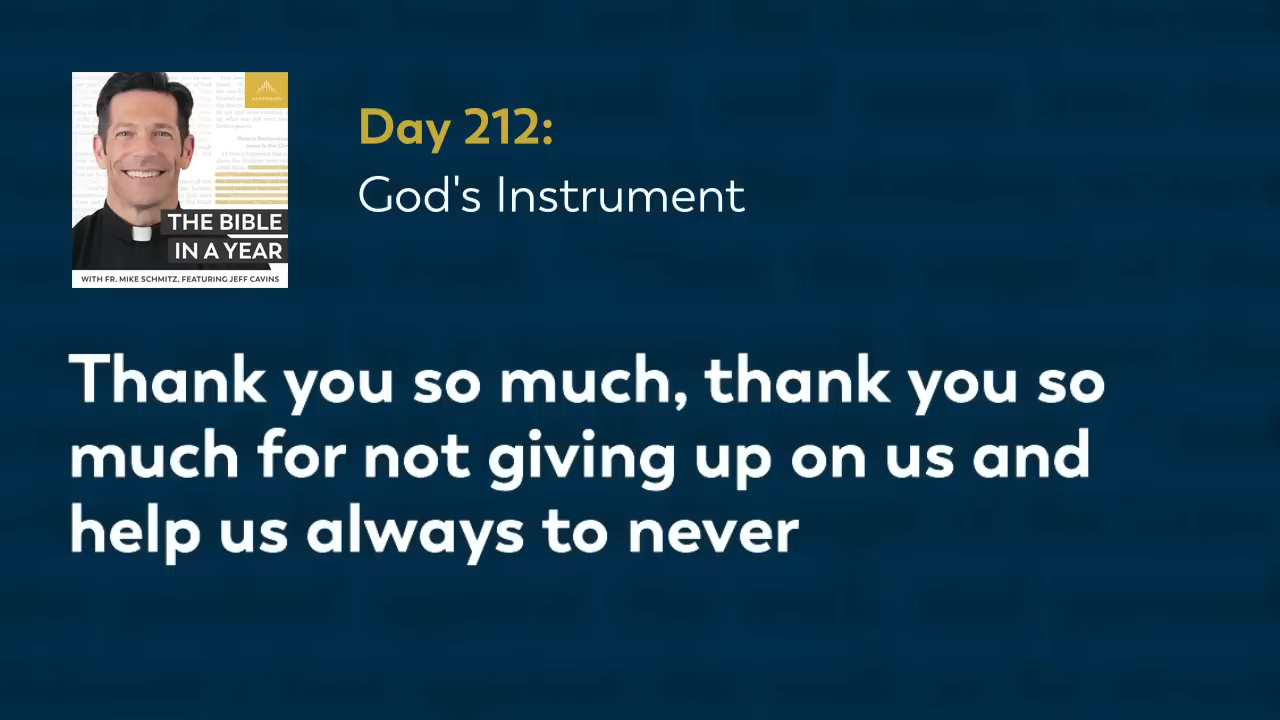 Day 212:
God's Instrument
THE BIBLE
IN A YEAR
WITH FR. MIKE SCHMITZ, FEATURING JEFF CAVINS
Thank you so much, thank you so
much for not giving up on us and
help us always to never